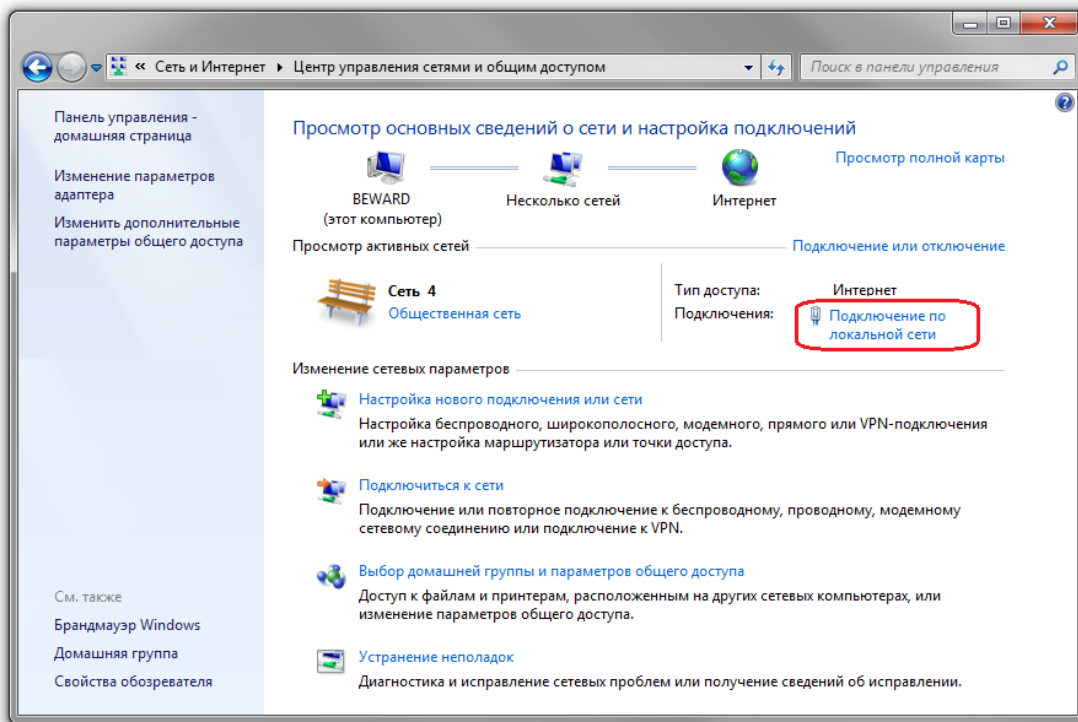 « Сеть и Интернет ▸ Центр управления сетями и общим доступом
Поиск в панели управления
Панель управления -
домашняя страница
Изменение параметров
адаптера
Изменить дополнительные
параметры общего доступа
Просмотр основных сведений о сети и настройка подключений
Просмотр полной карты
BEWARD
(этот компьютер)
Несколько сетей
Интернет
Просмотр активных сетей
Подключение или отключение
Сеть 4
Общественная сеть
Тип доступа: Интернет
Подключения: Подключение по
локальной сети
Изменение сетевых параметров
Настройка нового подключения или сети
Настройка беспроводного, широкополосного, модемного, прямого или VPN-подключения
или же настройка маршрутизатора или точки доступа.
Подключиться к сети
Подключение или повторное подключение к беспроводному, проводному, модемному
сетевому соединению или подключение к VPN.
Выбор домашней группы и параметров общего доступа
Доступ к файлам и принтерам, расположенным на других сетевых компьютерах, или
изменение параметров общего доступа.
Устранение неполадок
Диагностика и исправление сетевых проблем или получение сведений об исправлении.
См. также
Брандмауэр Windows
Домашняя группа
Свойства обозревателя